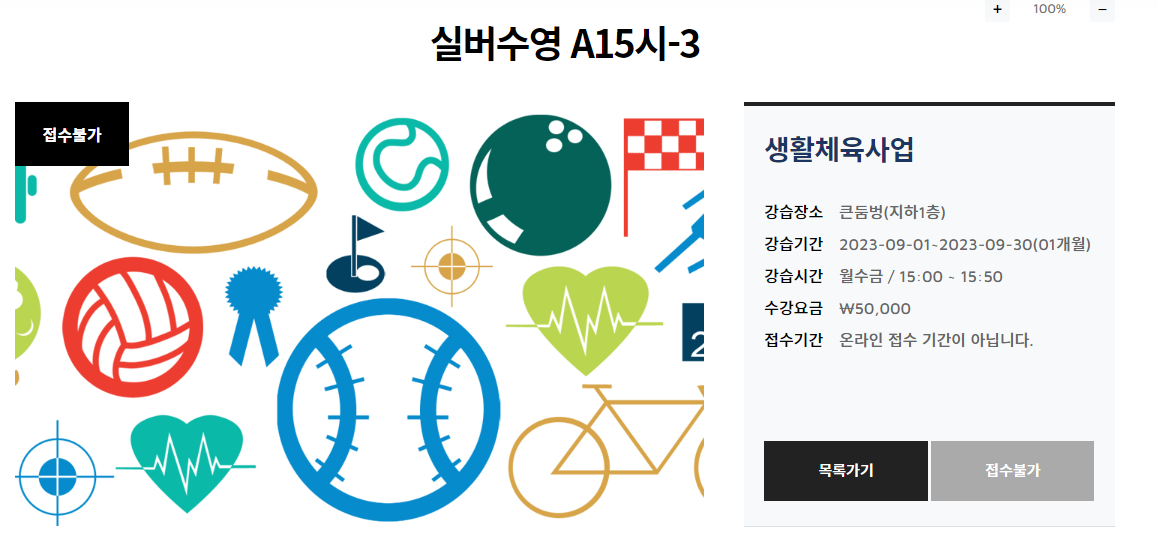 + 100% −
실버수영 A15시-3
접수불가
생활체육사업
강습장소 큰둠벙(지하1층)
강습기간 2023-09-01~2023-09-30(01개월)
강습시간 월수금 / 15:00 ~ 15:50
수강요금 ₩50,000
접수기간 온라인 접수 기간이 아닙니다.
2
목록가기 접수불가